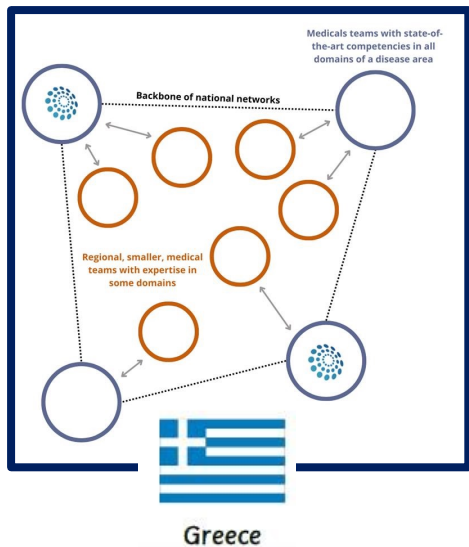 Medicals teams with state-of-
the-art competencies in all
domains of a disease area
Backbone of national networks
Regional, smaller, medical
teams with expertise in
some domains
Greece